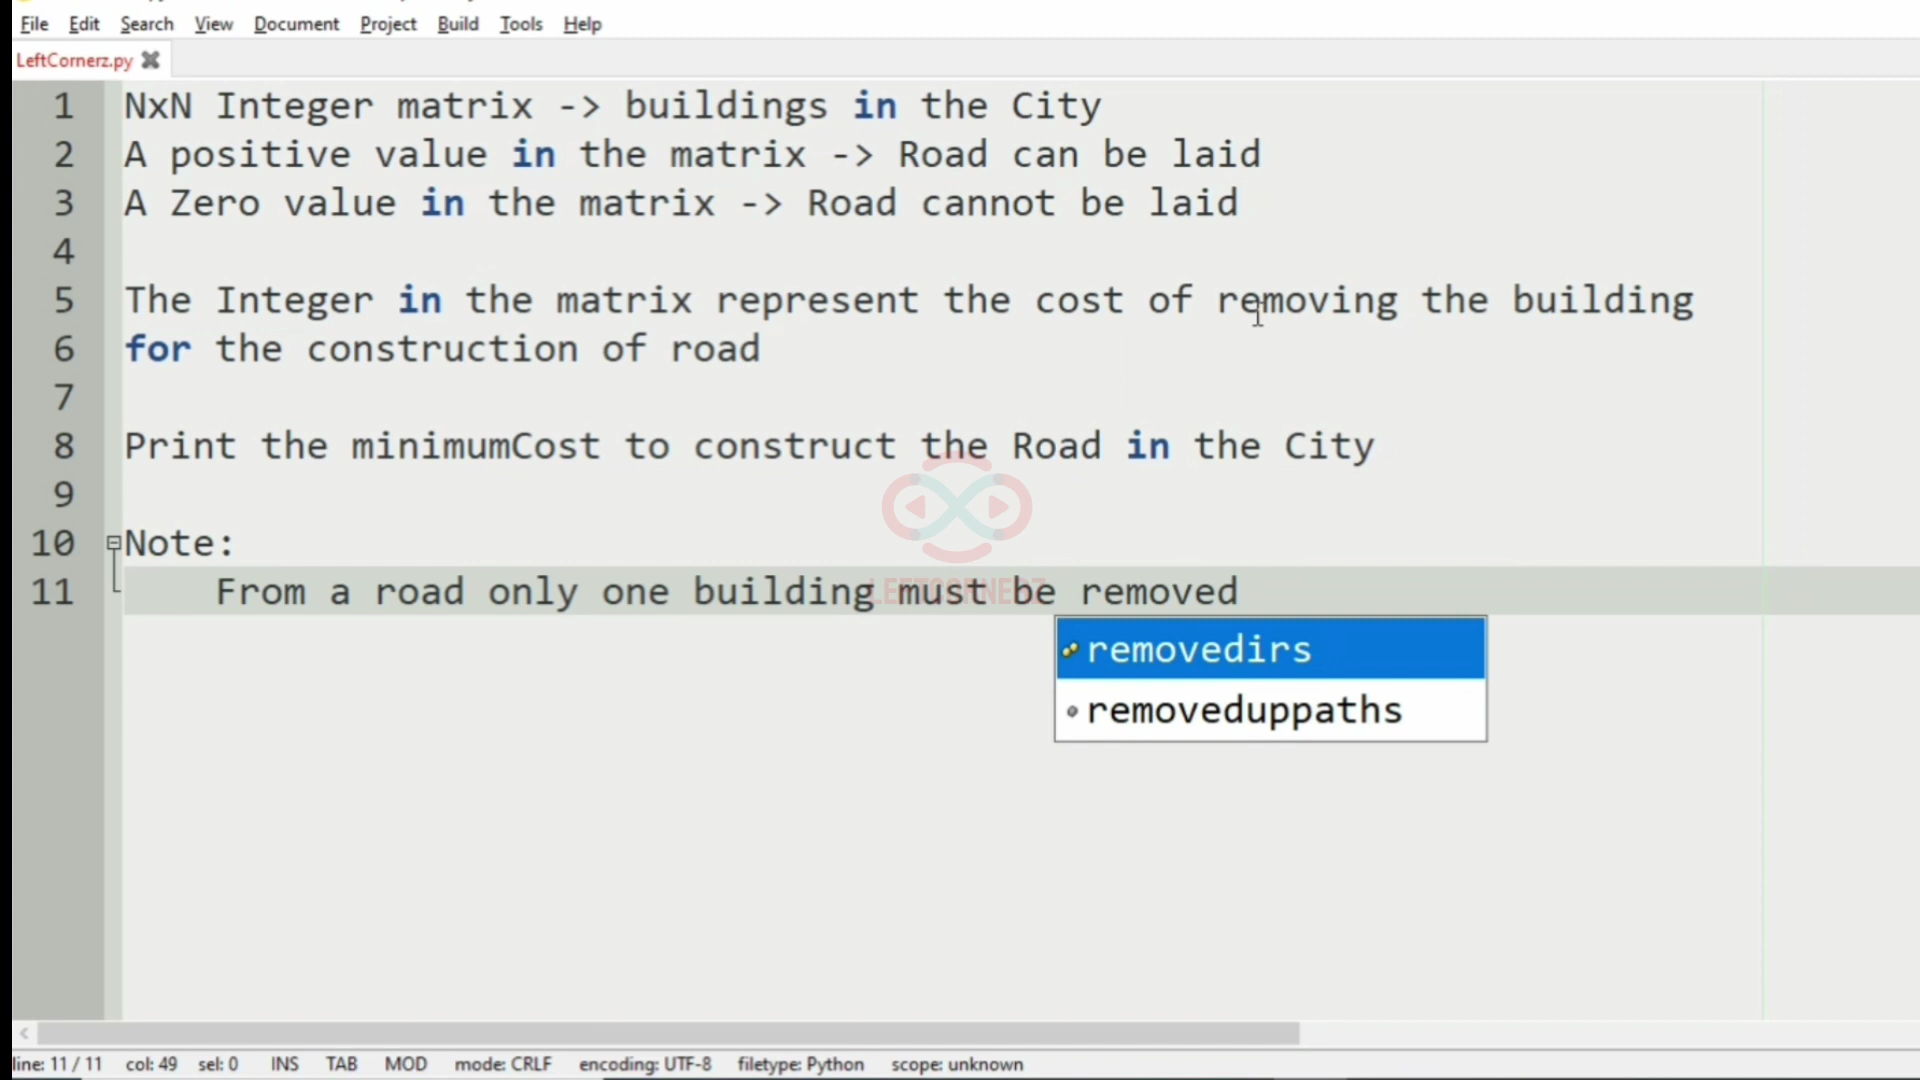 File Edit Search View Document Project Build Tools Help
LeftCornerz.py
1 NxN Integer matrix -> buildings in the City
2 A positive value in the matrix -> Road can be laid
3 A Zero value in the matrix -> Road cannot be laid
4
5 The Integer in the matrix represent the cost of removing the building
6 for the construction of road
7
8 Print the minimumCost to construct the Road in the City
9
10 Note:
11 From a road only one building must be removed
LEFTCORNERZ
removedirs
removeduppaths
line: 11 / 11 col: 49 sel: 0 INS TAB MOD mode: CRLF encoding: UTF-8 filetype: Python scope: unknown